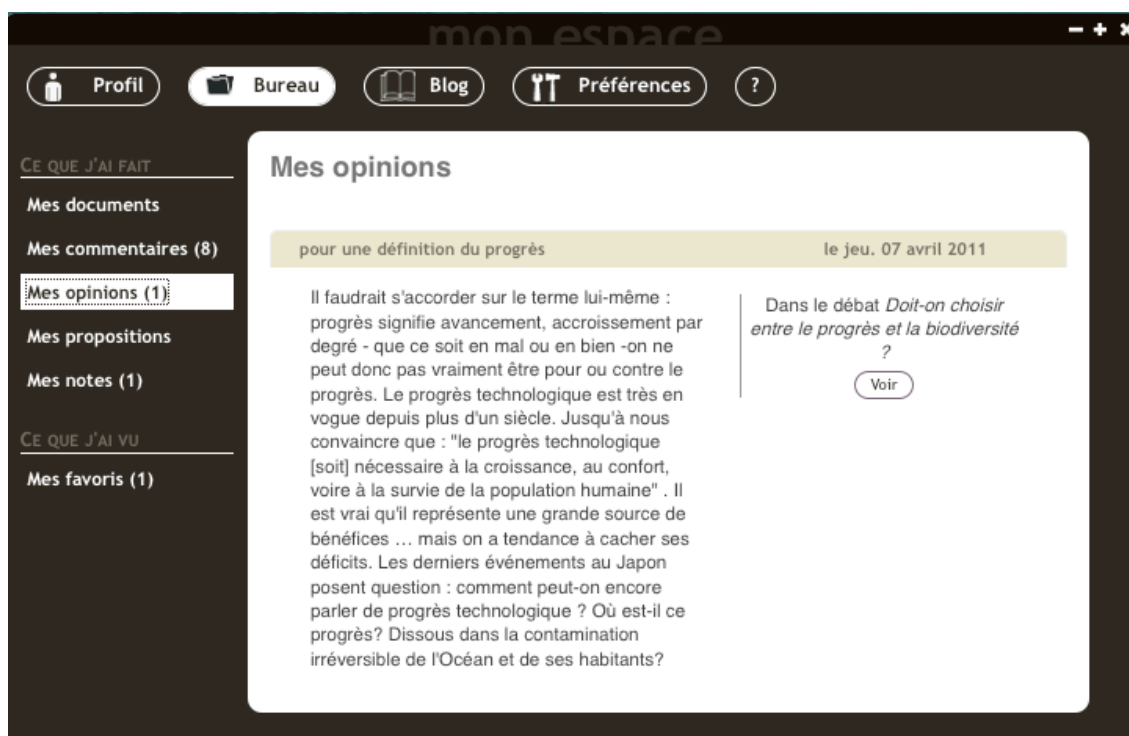 mon espace
Profil
Bureau
Blog
Préférences
?
CE QUE J'AI FAIT
Mes documents
Mes commentaires (8)
Mes opinions (1)
Mes propositions
Mes notes (1)
CE QUE J'AI VU
Mes favoris (1)
Mes opinions
pour une définition du progrès
le jeu. 07 avril 2011
Il faudrait s'accorder sur le terme lui-même :
progrès signifie avancement, accroissement par
degré - que ce soit en mal ou en bien -on ne
peut donc pas vraiment être pour ou contre le
progrès. Le progrès technologique est très en
vogue depuis plus d'un siècle. Jusqu'à nous
convaincre que : "le progrès technologique
[soit] nécessaire à la croissance, au confort,
voire à la survie de la population humaine" . Il
est vrai qu'il représente une grande source de
bénéfices … mais on a tendance à cacher ses
déficits. Les derniers événements au Japon
posent question : comment peut-on encore
parler de progrès technologique ? Où est-il ce
progrès? Dissous dans la contamination
irréversible de l'Océan et de ses habitants?
Dans le débat Doit-on choisir
entre le progrès et la biodiversité
?
Voir